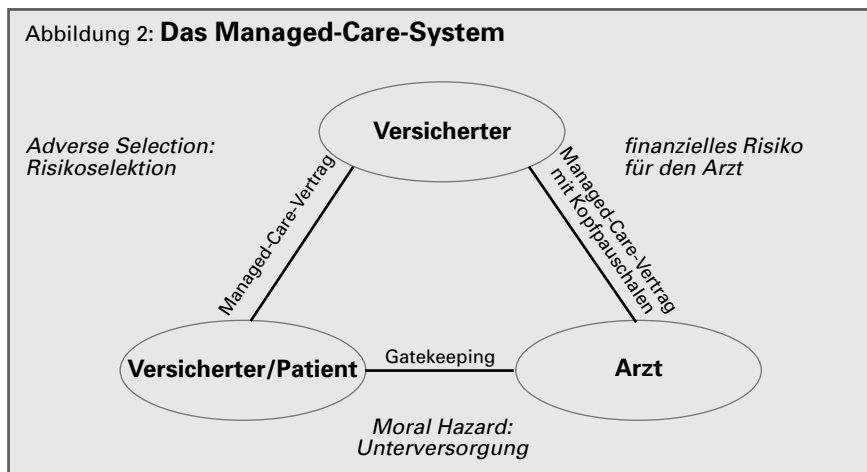 Abbildung 2: Das Managed-Care-System
Versicherter
Adverse Selection:
Risikoselektion
finanzielles Risiko
für den Arzt
Managed-Care-Vertrag
Managed-Care-Vertrag
mit Kopfpauschalen
Versicherter/Patient
Gatekeeping
Arzt
Moral Hazard:
Unterversorgung